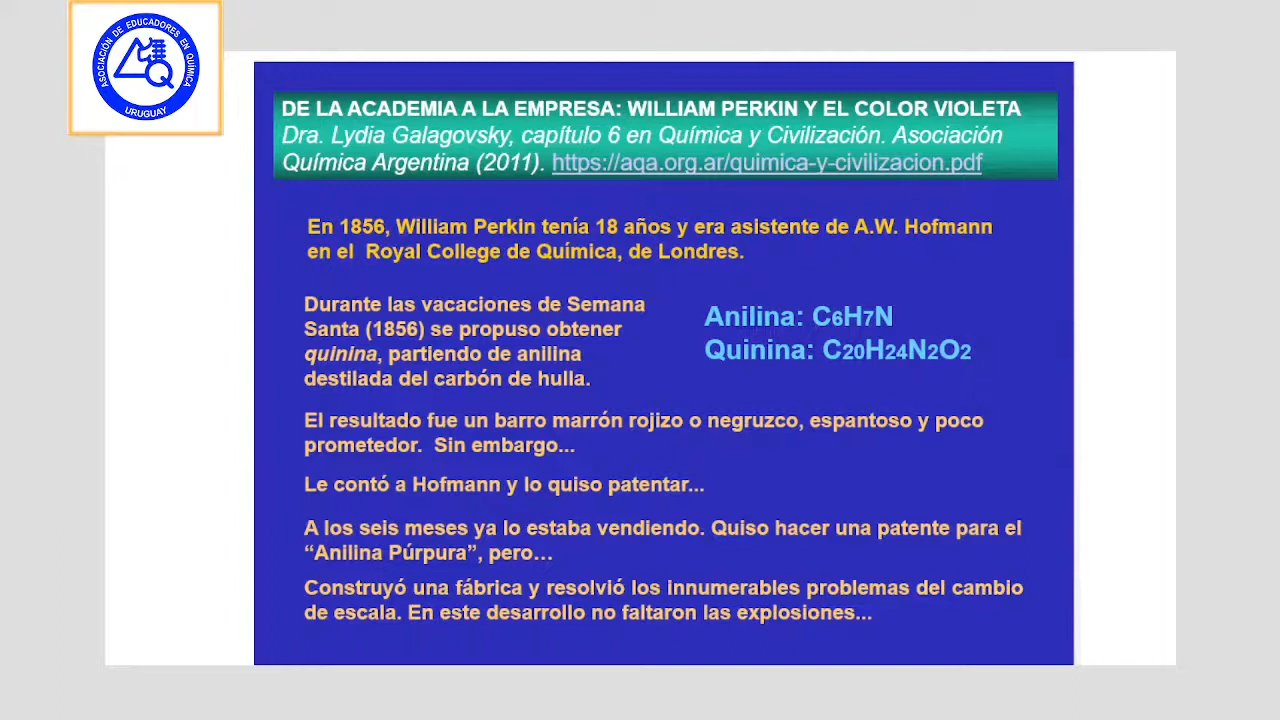 ASOCIACIÓN DE EDUCADORES EN QUIMICA
URUGUAY
DE LA ACADEMIA A LA EMPRESA: WILLIAM PERKIN Y EL COLOR VIOLETA
Dra. Lydia Galagovsky, capítulo 6 en Química y Civilización. Asociación
Química Argentina (2011). https://aqa.org.ar/quimica-y-civilizacion.pdf
En 1856, William Perkin tenía 18 años y era asistente de A.W. Hofmann
en el Royal College de Química, de Londres.
Durante las vacaciones de Semana
Santa (1856) se propuso obtener
quinina, partiendo de anilina
destilada del carbón de hulla.
Anilina: C6H7N
Quinina: C20H24N2O2
El resultado fue un barro marrón rojizo o negruzco, espantoso y poco
prometedor. Sin embargo...
Le contó a Hofmann y lo quiso patentar...
A los seis meses ya lo estaba vendiendo. Quiso hacer una patente para el
“Anilina Púrpura”, pero…
Construyó una fábrica y resolvió los innumerables problemas del cambio
de escala. En este desarrollo no faltaron las explosiones...